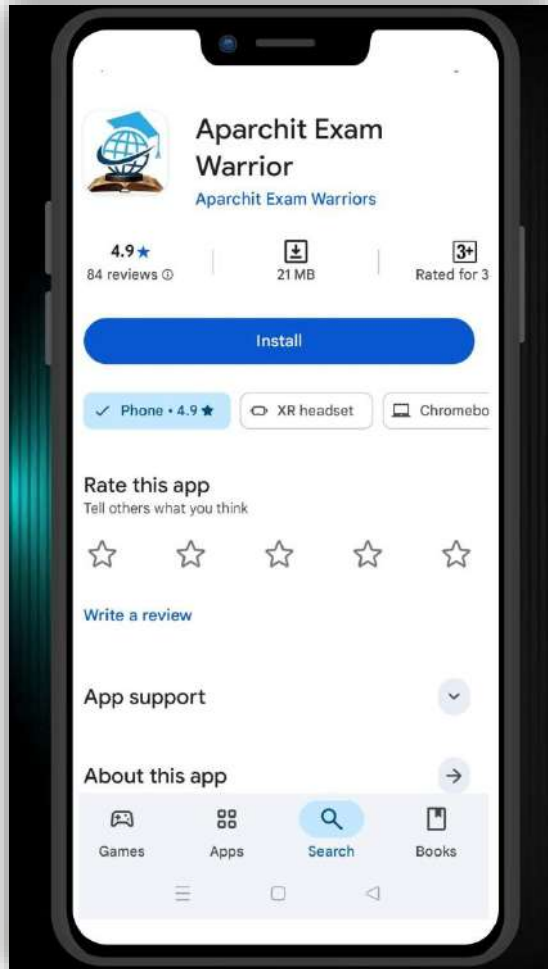 Aparchit Exam
Warrior
Aparchit Exam Warriors
4.9★
84 reviews
21 MB
3+
Rated for 3
Install
Phone • 4.9 ★
XR headset
Chromebo
Rate this app
Tell others what you think
Write a review
App support
About this app
Games Apps Search Books